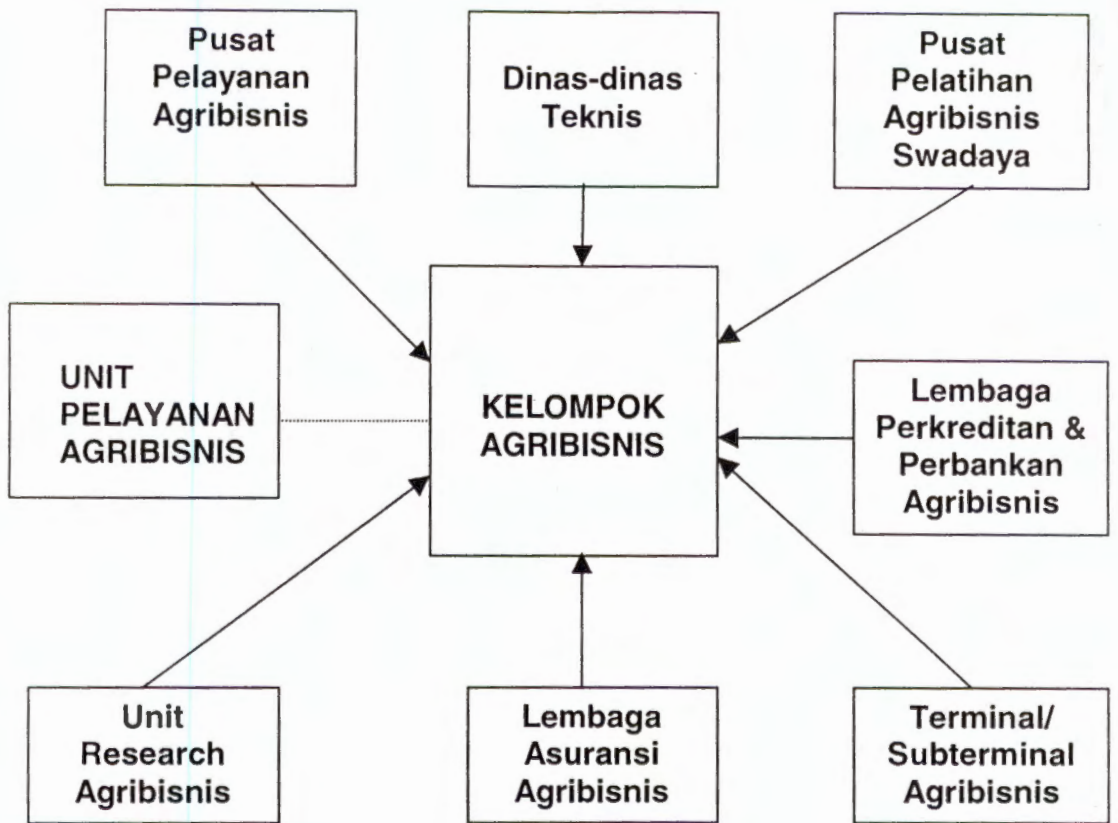 Pusat
Pelayanan
Agribisnis
Dinas-dinas
Teknis
Pusat
Pelatihan
Agribisnis
Swadaya
UNIT
PELAYANAN
AGRIBISNIS
KELOMPOK
AGRIBISNIS
Lembaga
Perkreditan &
Perbankan
Agribisnis
Unit
Research
Agribisnis
Lembaga
Asuransi
Agribisnis
Terminal/
Subterminal
Agribisnis